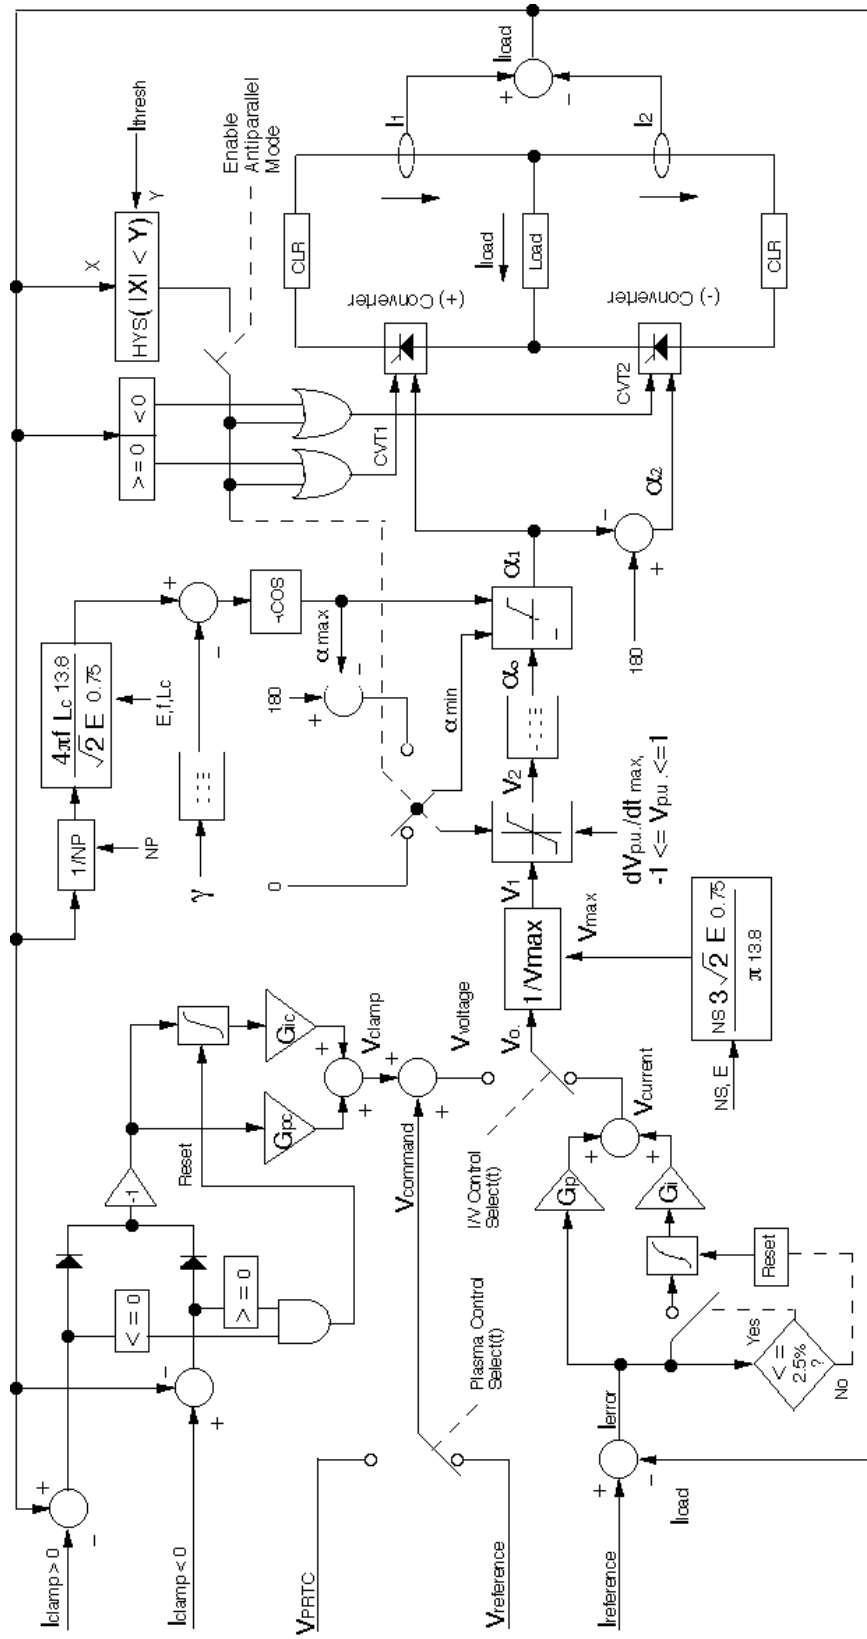 Iclamp > 0
Iclamp < 0
VPRTC
Vreference
Ireference
+
-
-
+
<= 0
>= 0
-1
Reset
Gpc
Gic
+
+
Vclamp
+
+
Vcommand
Plasma Control
Select(t)
Vvoltage
I/V Control
Select(t)
Vo.
+
-
Ierror
Iload
<=
2.5%
?
Yes
No
Reset
Gp
Gi
+
+
Vcurrent
1/Vmax
Vmax
NS 3√2 E 0.75
π 13.8
NS, E
V1
V2
dVp.u./dt max,
-1 <= Vp.u. <=1
1/NP
NP
4πf Lc 13.8
√2 E 0.75
E,f,Lc
γ
+
-
¬COS
0
180
+
-
αmax
αmin
αo
-
α1
180
+
-
α2
>= 0
< 0
HYS( |X| < Y)
X
Y
Ithresh
Enable
Antiparallel
Mode
CVT1
CVT2
(+) Converter
(-) Converter
CLR
Load
CLR
Iload
I1
I2
+
-
Iload